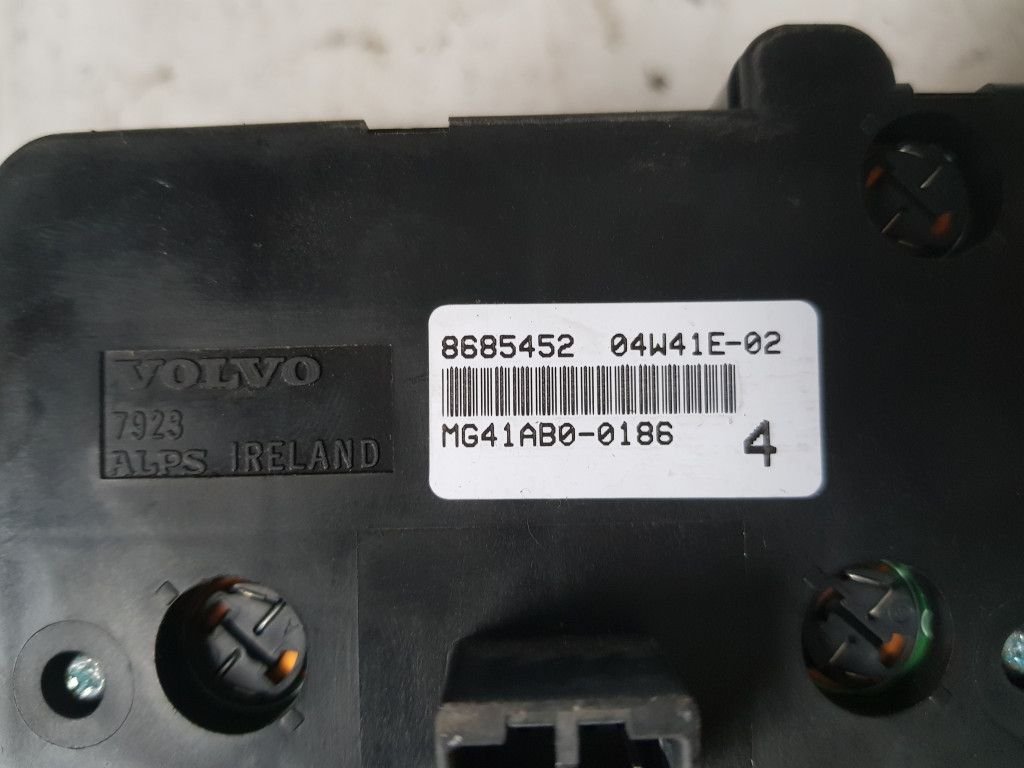 VOLVO
7923
ALPS IRELAND
8685452 04W41E-02
MG41AB0-0186 4